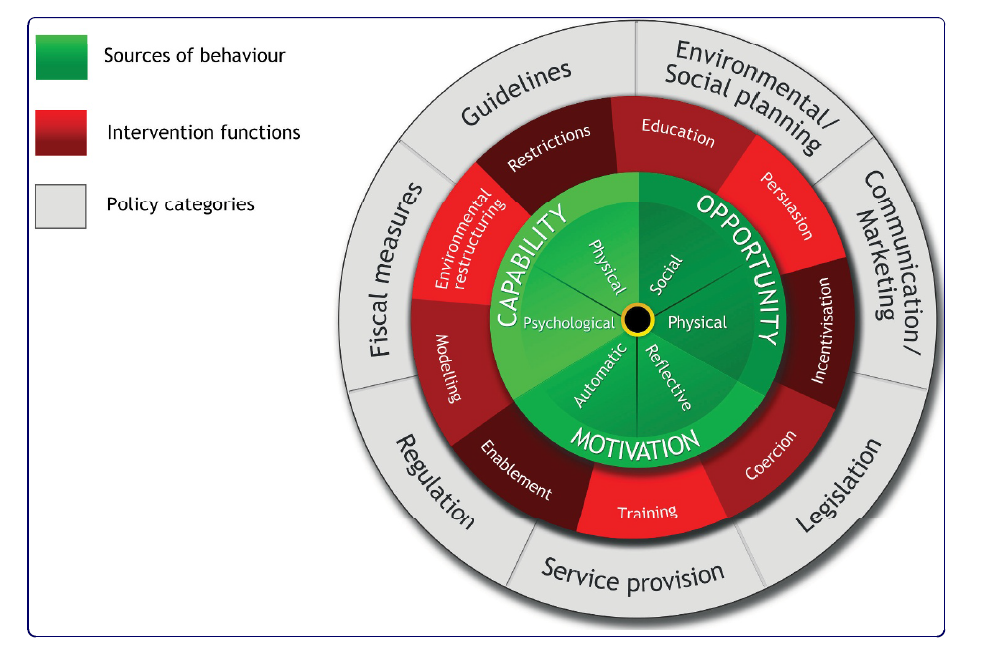 Sources of behaviour
Intervention functions
Policy categories
Guidelines
Environmental/
Social planning
Communication/
Marketing
Legislation
Service provision
Regulation
Fiscal measures
Restrictions
Education
Persuasion
Incentivisation
Coercion
Training
Enablement
Modelling
Environmental
restructuring
CAPABILITY
OPPORTUNITY
MOTIVATION
Physical
Social
Physical
Reflective
Automatic
Psychological